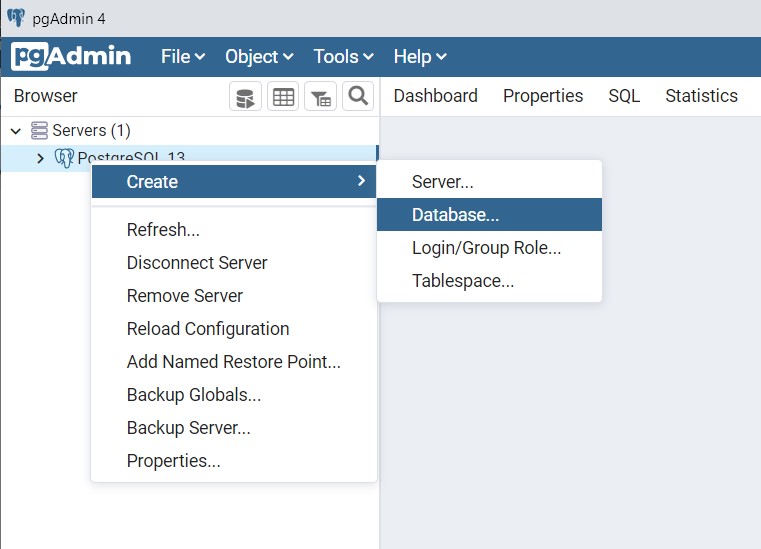 pgAdmin 4
pgAdmin File Object Tools Help
Browser Dashboard Properties SQL Statistics
Servers (1)
PostgreSQL 13
Create
Refresh...
Disconnect Server
Remove Server
Reload Configuration
Add Named Restore Point...
Backup Globals...
Backup Server...
Properties...
Server...
Database...
Login/Group Role...
Tablespace...